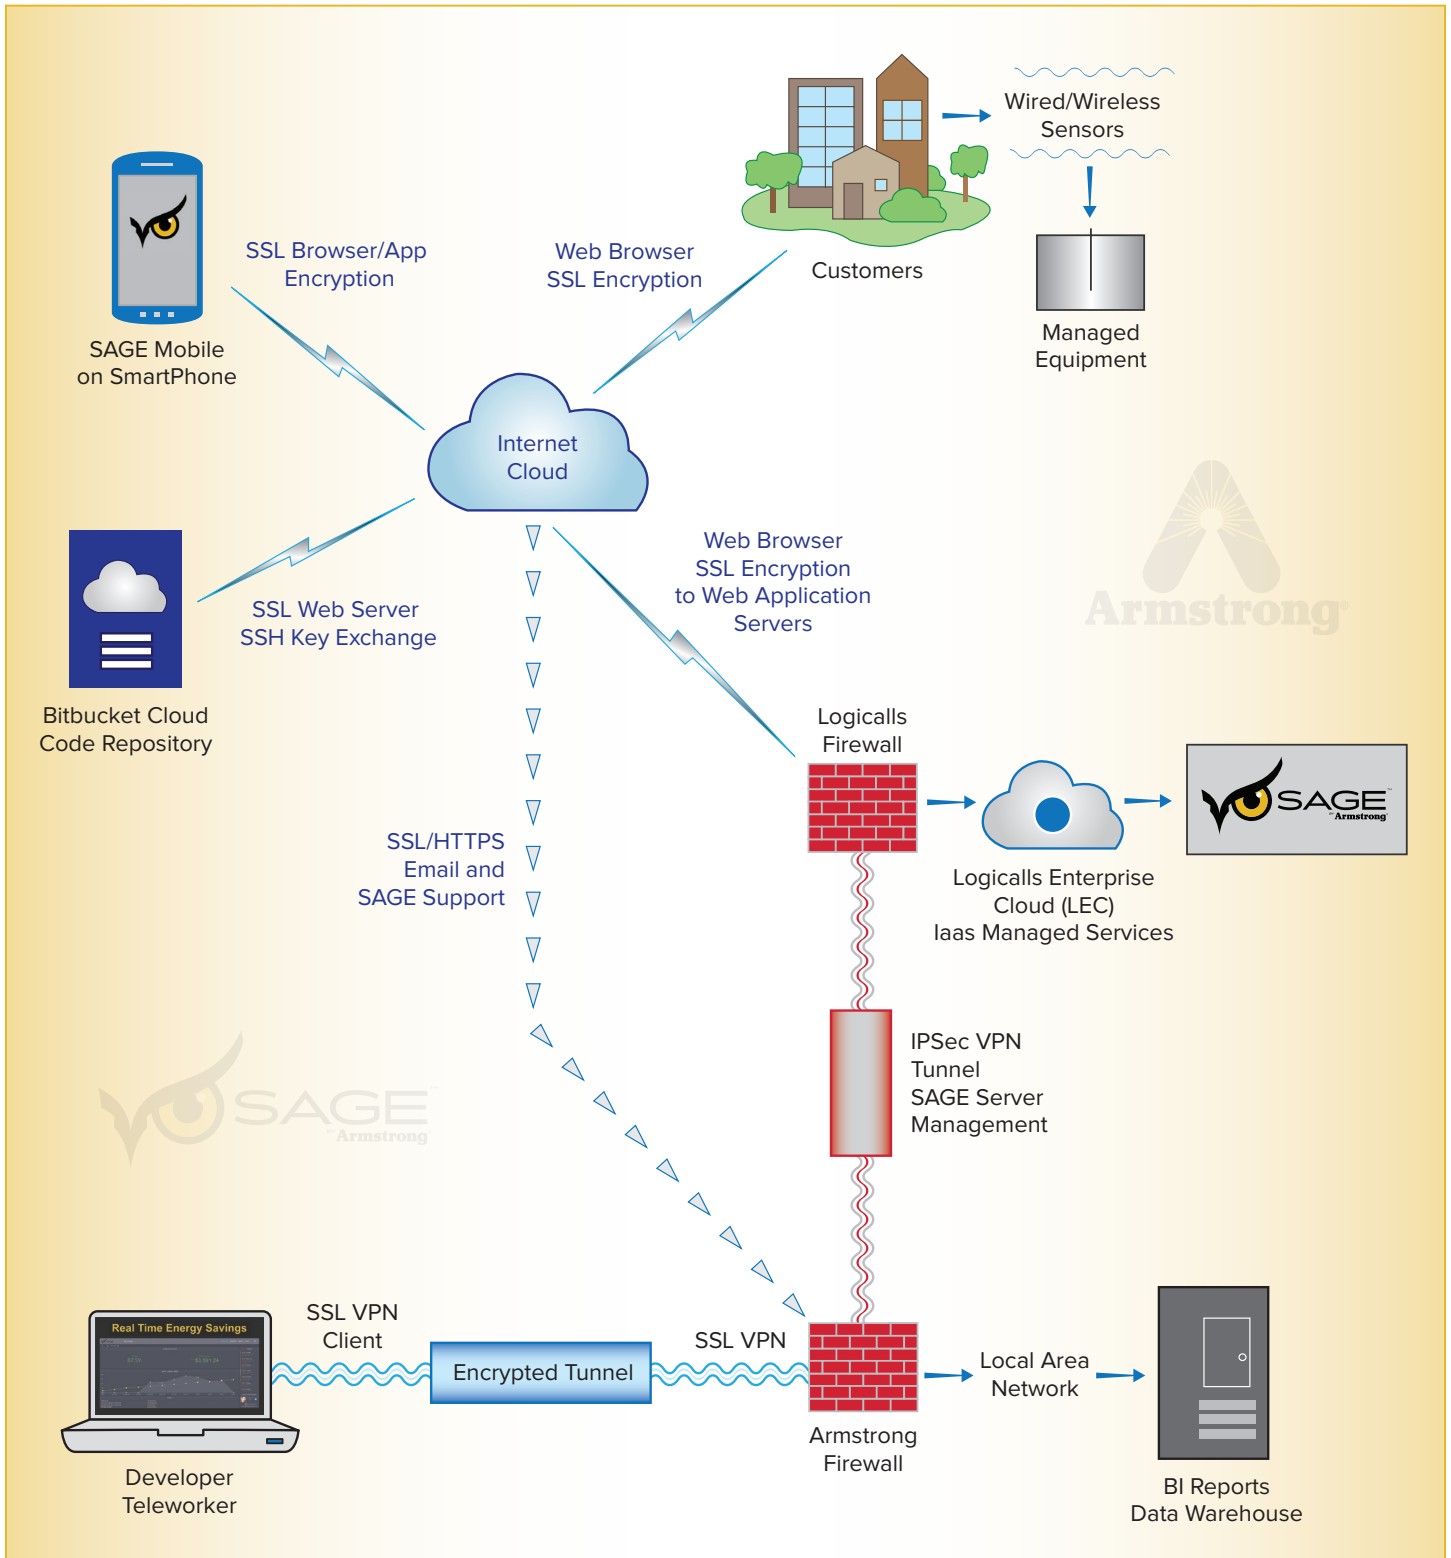 Wired/Wireless
Sensors
Customers
Managed
Equipment
SSL Browser/App
Encryption
Web Browser
SSL Encryption
SAGE Mobile
on SmartPhone
Internet
Cloud
SSL Web Server
SSH Key Exchange
Bitbucket Cloud
Code Repository
Web Browser
SSL Encryption
to Web Application
Servers
Armstrong®
Logicalls
Firewall
SAGE™
BY Armstrong
Logicalls Enterprise
Cloud (LEC)
Iaas Managed Services
SSL/HTTPS
Email and
SAGE Support
IPSec VPN
Tunnel
SAGE Server
Management
SAGE™
BY Armstrong
Real Time Energy Savings
SSL VPN
Client
Encrypted Tunnel
SSL VPN
Local Area
Network
Armstrong
Firewall
Developer
Teleworker
BI Reports
Data Warehouse